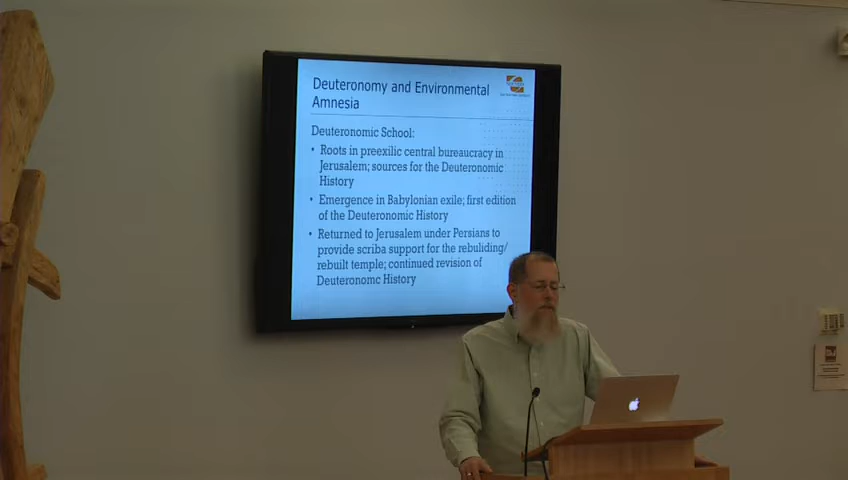 Deuteronomy and Environmental
Amnesia
Deuteronomic School:
• Roots in preexilic central bureaucracy in
Jerusalem; sources for the Deuteronomic
History
• Emergence in Babylonian exile; first edition
of the Deuteronomic History
• Returned to Jerusalem under Persians to
provide scriba support for the rebuliding/
rebuilt temple; continued revision of
Deuteronomc History